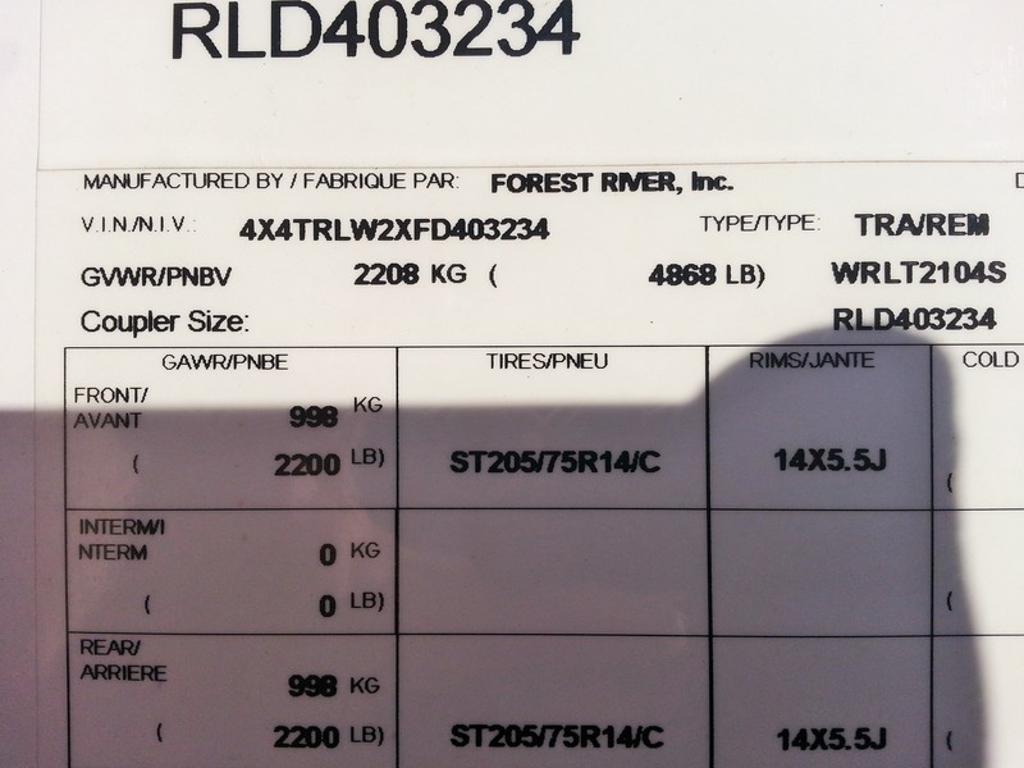 RLD403234
MANUFACTURED BY / FABRIQUE PAR: FOREST RIVER, Inc.
V.I.N./N.I.V.: 4X4TRLW2XFD403234 TYPE/TYPE: TRA/REM
GVWR/PNBV 2208 KG ( 4868 LB) WRLT2104S
Coupler Size: RLD403234
GAWR/PNBE TIRES/PNEU RIMS/JANTE COLD
FRONT/
AVANT 998 KG
( 2200 LB) ST205/75R14/C 14X5.5J (
INTERM/I
NTERM 0 KG
( 0 LB) (
REAR/
ARRIERE 998 KG
( 2200 LB) ST205/75R14/C 14X5.5J (